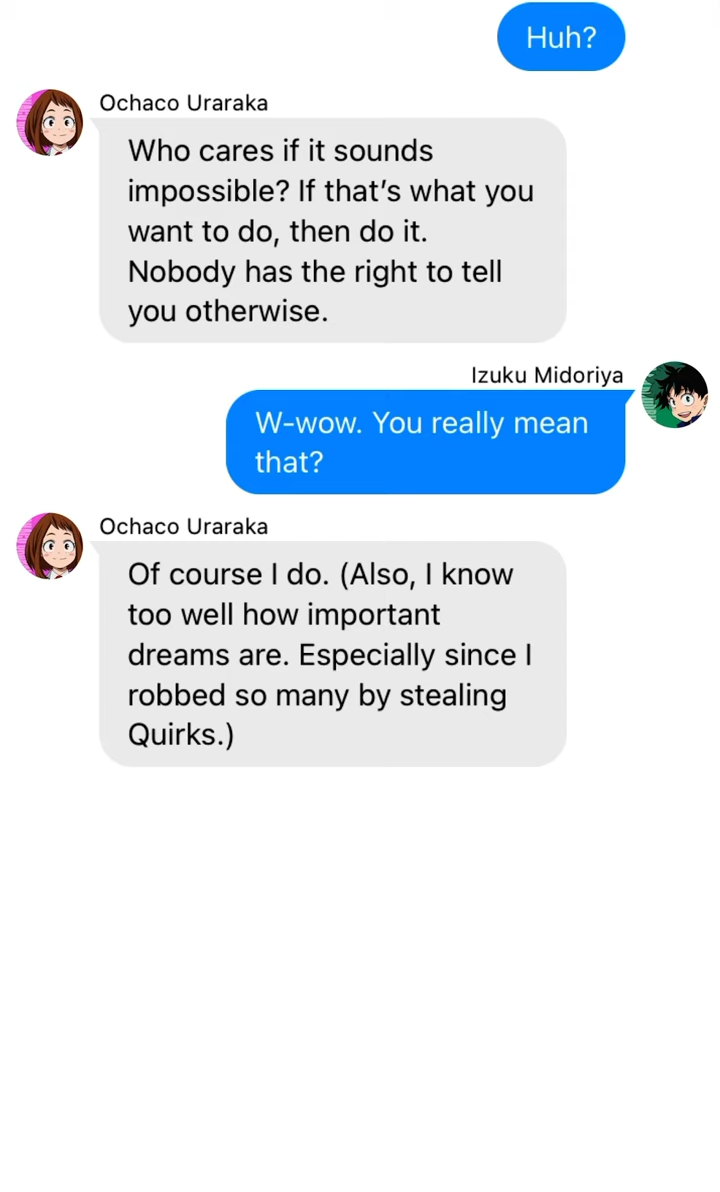 Huh?
Ochaco Uraraka
Who cares if it sounds
impossible? If that’s what you
want to do, then do it.
Nobody has the right to tell
you otherwise.
Izuku Midoriya
W-wow. You really mean
that?
Ochaco Uraraka
Of course I do. (Also, I know
too well how important
dreams are. Especially since I
robbed so many by stealing
Quirks.)